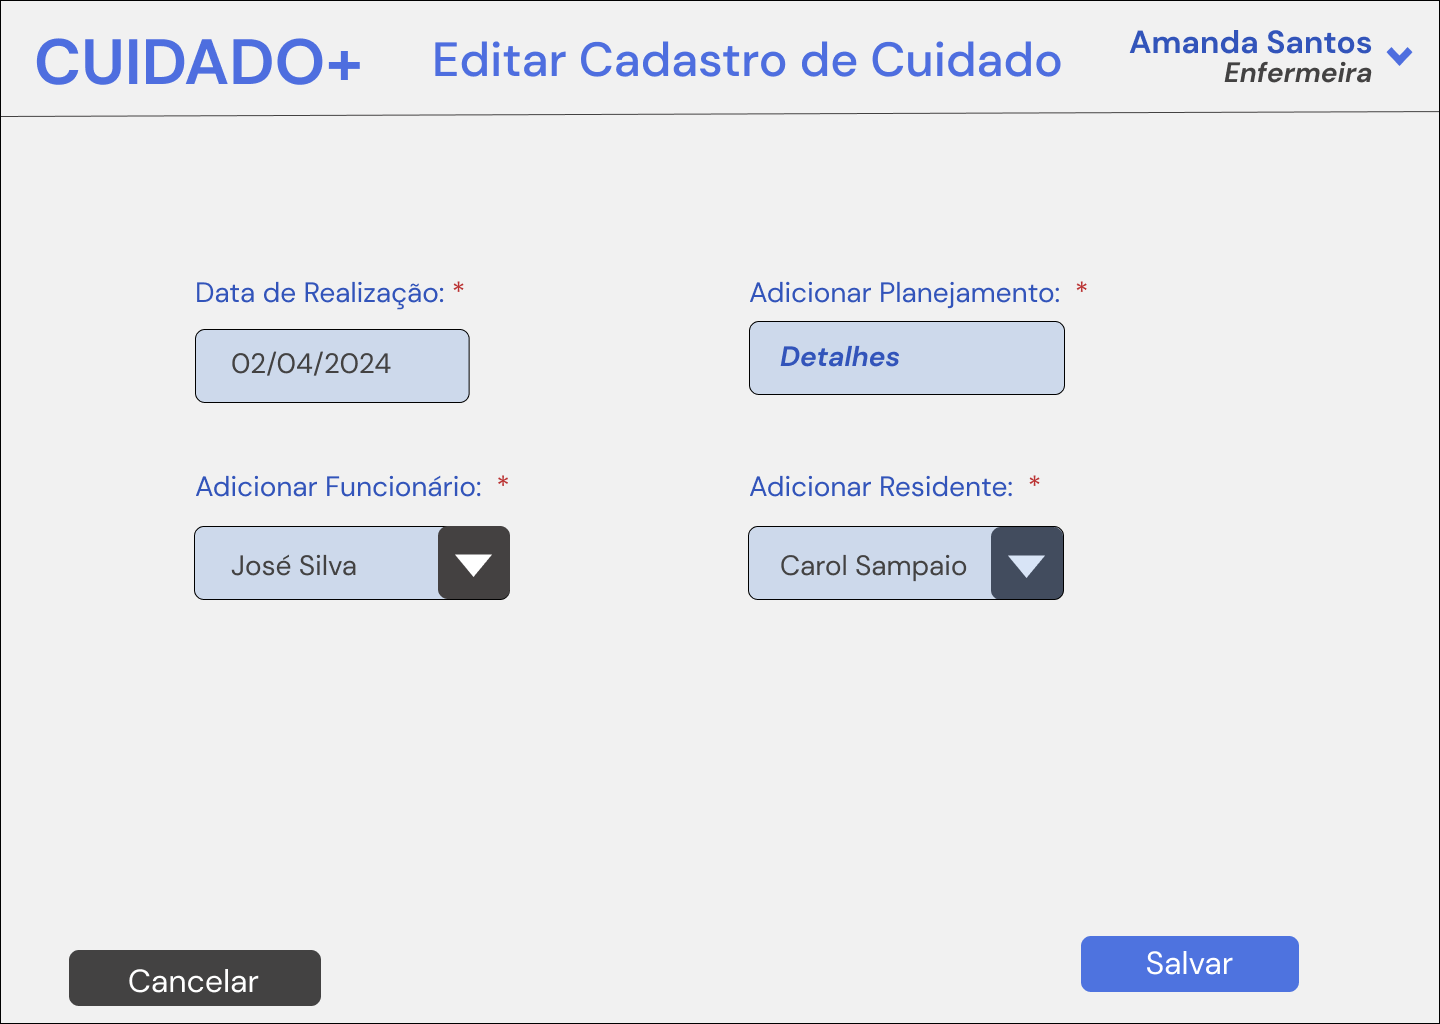 CUIDADO+
Editar Cadastro de Cuidado
Amanda Santos
Enfermeira
Data de Realização: *
Adicionar Planejamento: *
02/04/2024
Detalhes
Adicionar Funcionário: *
Adicionar Residente: *
José Silva
Carol Sampaio
Cancelar
Salvar